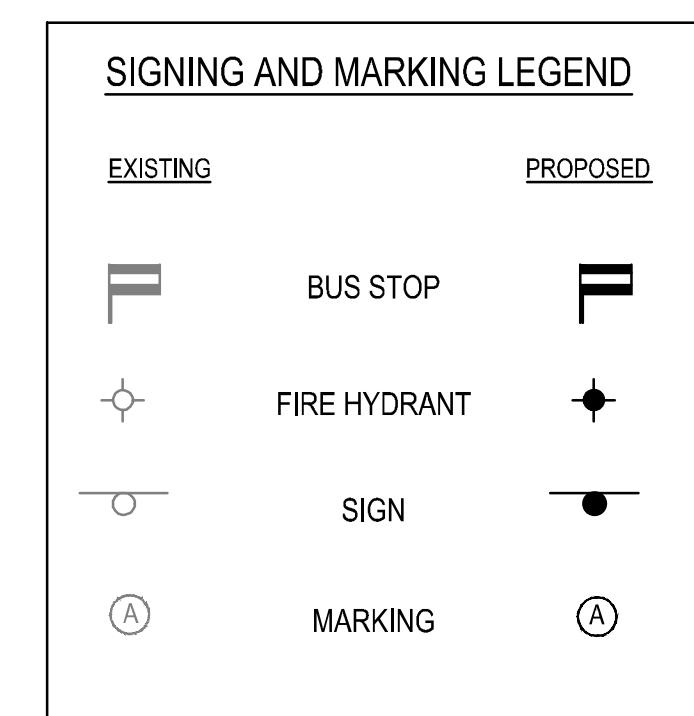 SIGNING AND MARKING LEGEND
EXISTING PROPOSED
BUS STOP
FIRE HYDRANT
SIGN
A MARKING A